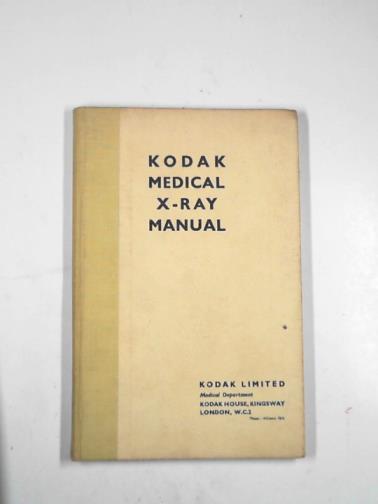 KODAK
MEDICAL
X-RAY
MANUAL
KODAK LIMITED
Medical Department
KODAK HOUSE, KINGSWAY
LONDON, W.C.2